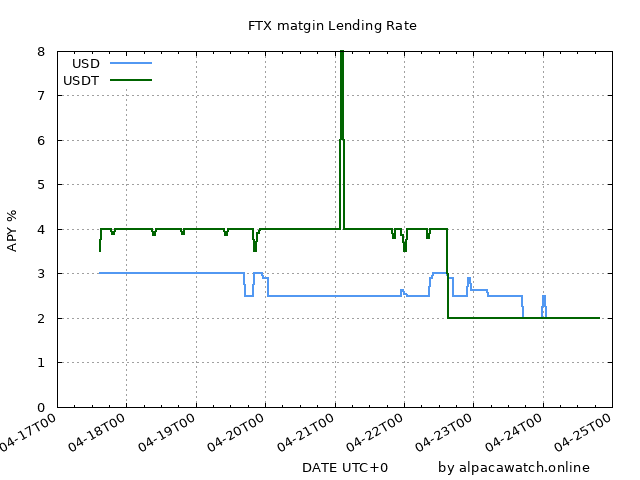 FTX matgin Lending Rate
USD
USDT
8
7
6
5
4
3
2
1
0
APY %
04-17T00
04-18T00
04-19T00
04-20T00
04-21T00
04-22T00
04-23T00
04-24T00
04-25T00
DATE UTC+0
by alpacawatch.online